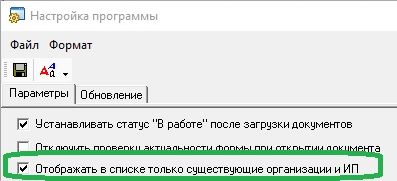 Настройка программы
Файл Формат
Параметры Обновление
Устанавливать статус "В работе" после загрузки документов
Отключить проверки актуальности формы при открытии документа
Отображать в списке только существующие организации и ИП